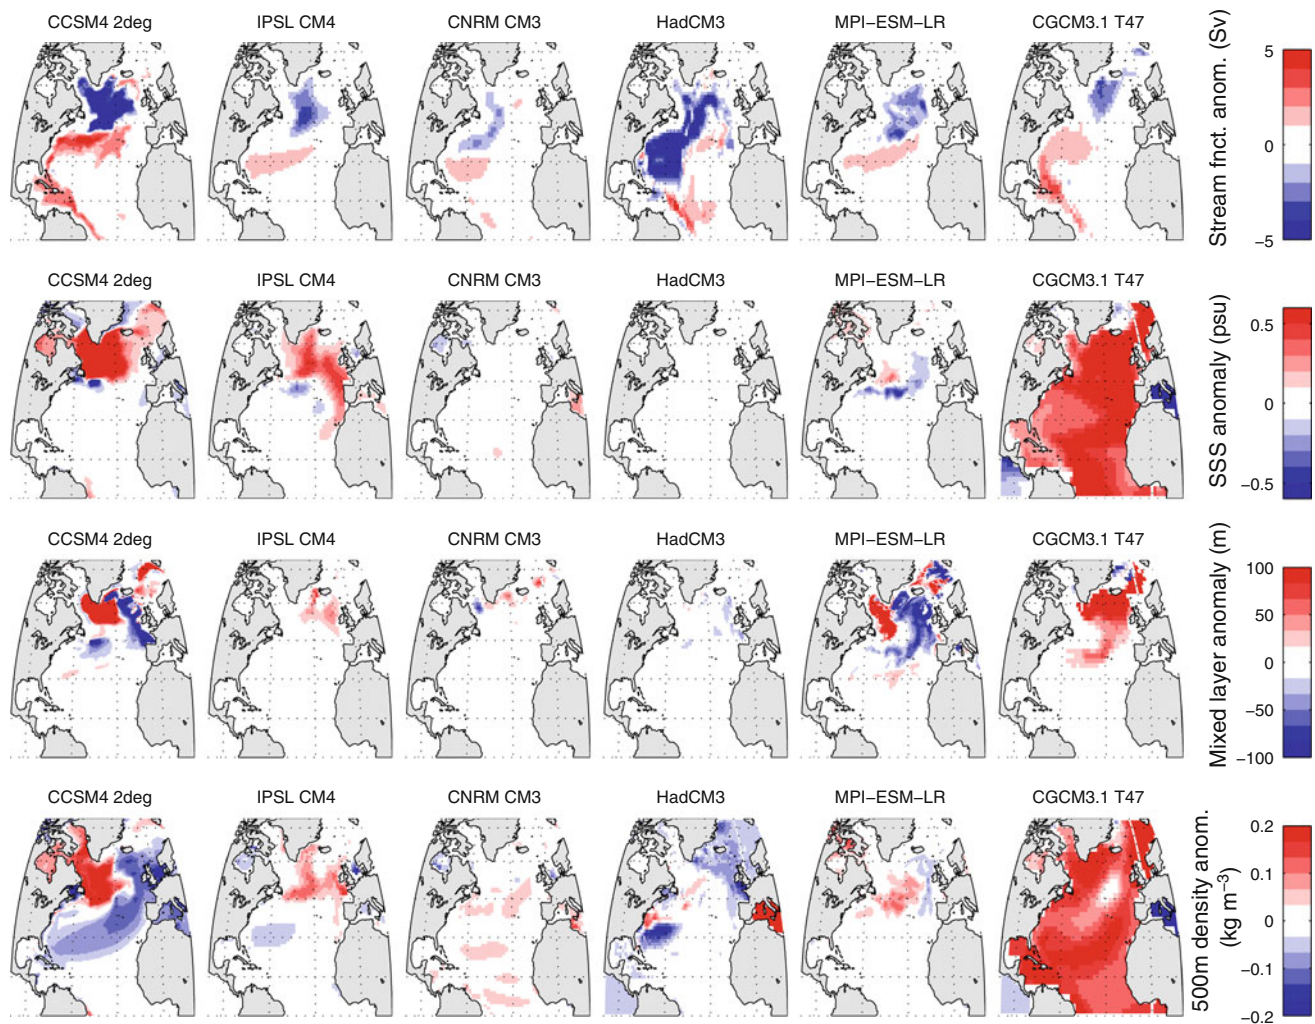 CCSM4 2deg IPSL CM4 CNRM CM3 HadCM3 MPI−ESM−LR CGCM3.1 T47
Stream fnct. anom. (Sv)
5
0
−5
CCSM4 2deg IPSL CM4 CNRM CM3 HadCM3 MPI−ESM−LR CGCM3.1 T47
SSS anomaly (psu)
0.5
0
−0.5
CCSM4 2deg IPSL CM4 CNRM CM3 HadCM3 MPI−ESM−LR CGCM3.1 T47
Mixed layer anomaly (m)
100
50
0
−50
−100
CCSM4 2deg IPSL CM4 CNRM CM3 HadCM3 MPI−ESM−LR CGCM3.1 T47
500m density anom.
(kg m−3)
0.2
0.1
0
−0.1
−0.2